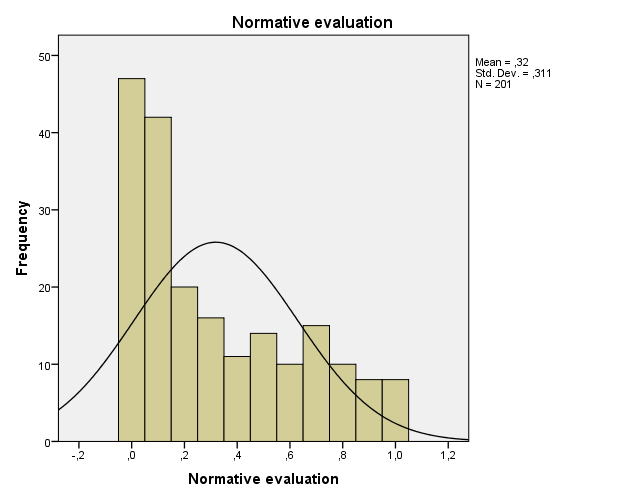 Normative evaluation
Mean = ,32
Std. Dev. = ,311
N = 201
50
40
30
20
10
0
Frequency
-,2 ,0 ,2 ,4 ,6 ,8 1,0 1,2
Normative evaluation